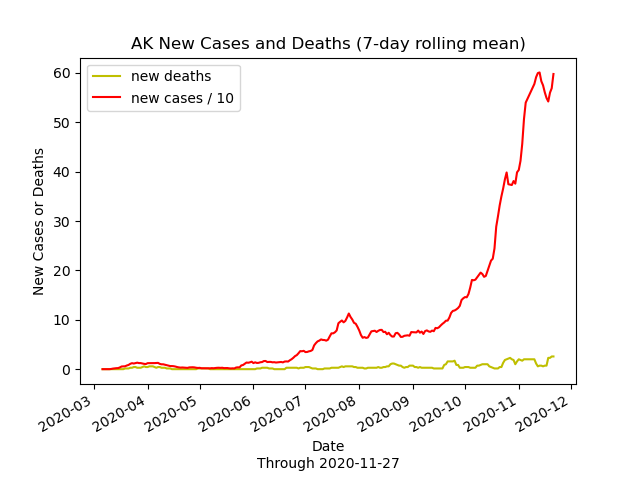 AK New Cases and Deaths (7-day rolling mean)
new deaths
new cases / 10
60
50
40
30
20
10
0
New Cases or Deaths
2020-03
2020-04
2020-05
2020-06
2020-07
2020-08
2020-09
2020-10
2020-11
2020-12
Date
Through 2020-11-27